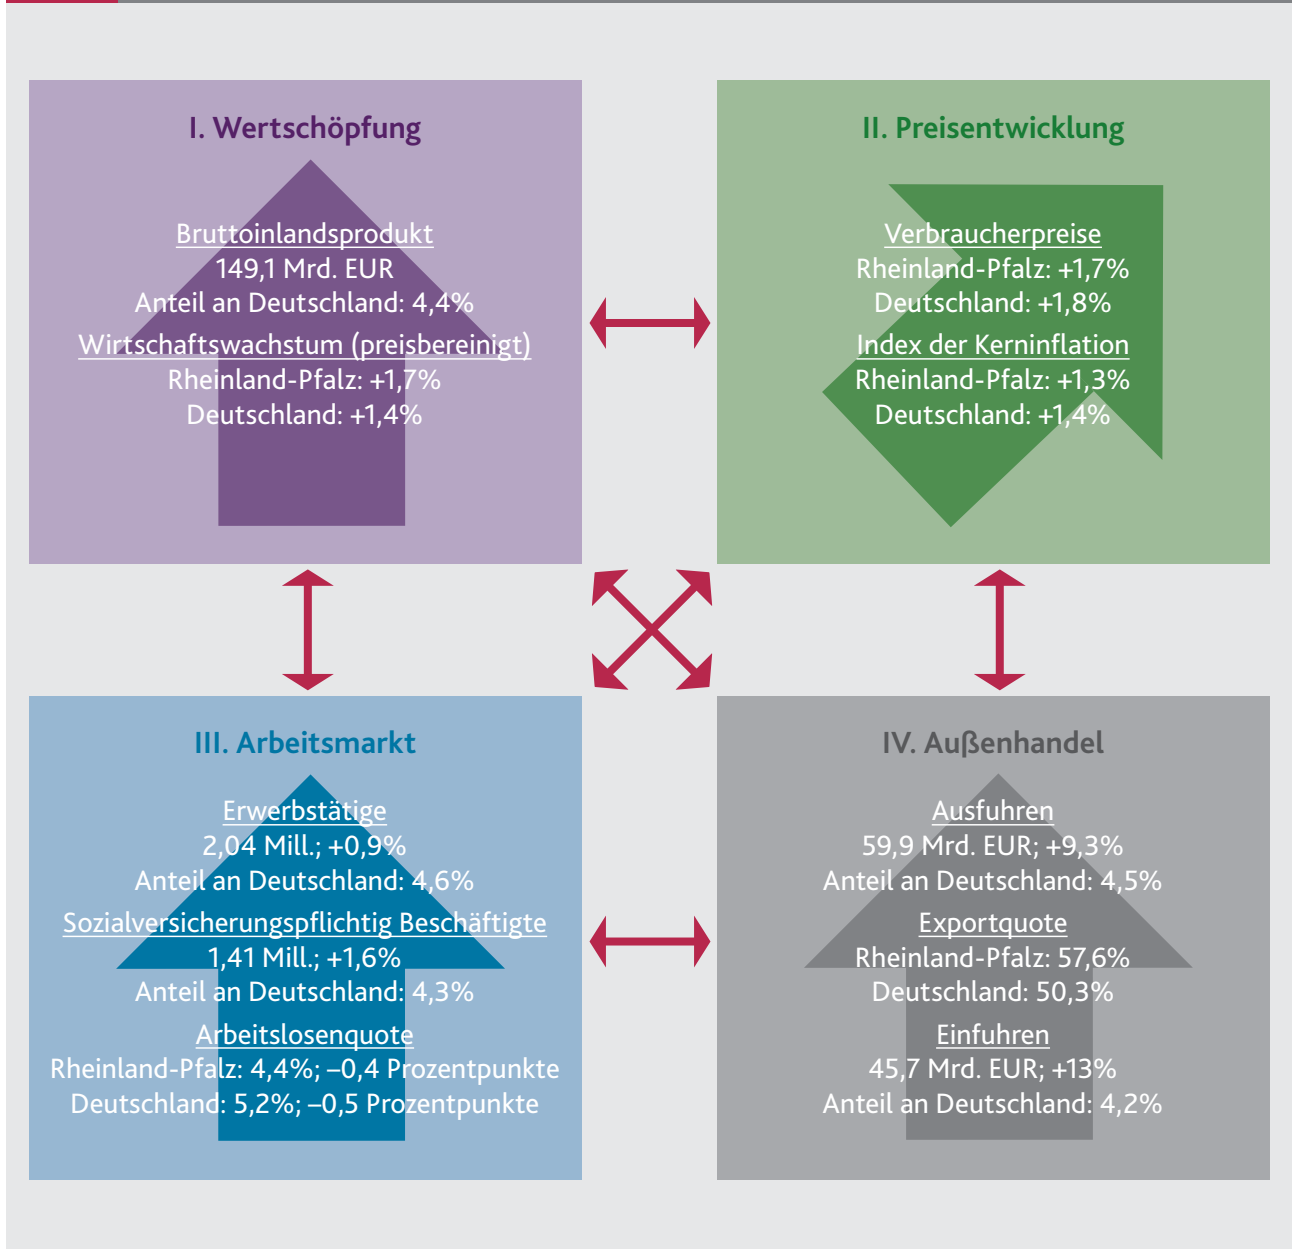 I. Wertschöpfung
Bruttoinlandsprodukt
149,1 Mrd. EUR
Anteil an Deutschland: 4,4%
Wirtschaftswachstum (preisbereinigt)
Rheinland-Pfalz: +1,7%
Deutschland: +1,4%
II. Preisentwicklung
Verbraucherpreise
Rheinland-Pfalz: +1,7%
Deutschland: +1,8%
Index der Kerninflation
Rheinland-Pfalz: +1,3%
Deutschland: +1,4%
III. Arbeitsmarkt
Erwerbstätige
2,04 Mill.; +0,9%
Anteil an Deutschland: 4,6%
Sozialversicherungspflichtig Beschäftigte
1,41 Mill.; +1,6%
Anteil an Deutschland: 4,3%
Arbeitslosenquote
Rheinland-Pfalz: 4,4%; –0,4 Prozentpunkte
Deutschland: 5,2%; –0,5 Prozentpunkte
IV. Außenhandel
Ausfuhren
59,9 Mrd. EUR; +9,3%
Anteil an Deutschland: 4,5%
Exportquote
Rheinland-Pfalz: 57,6%
Deutschland: 50,3%
Einfuhren
45,7 Mrd. EUR; +13%
Anteil an Deutschland: 4,2%